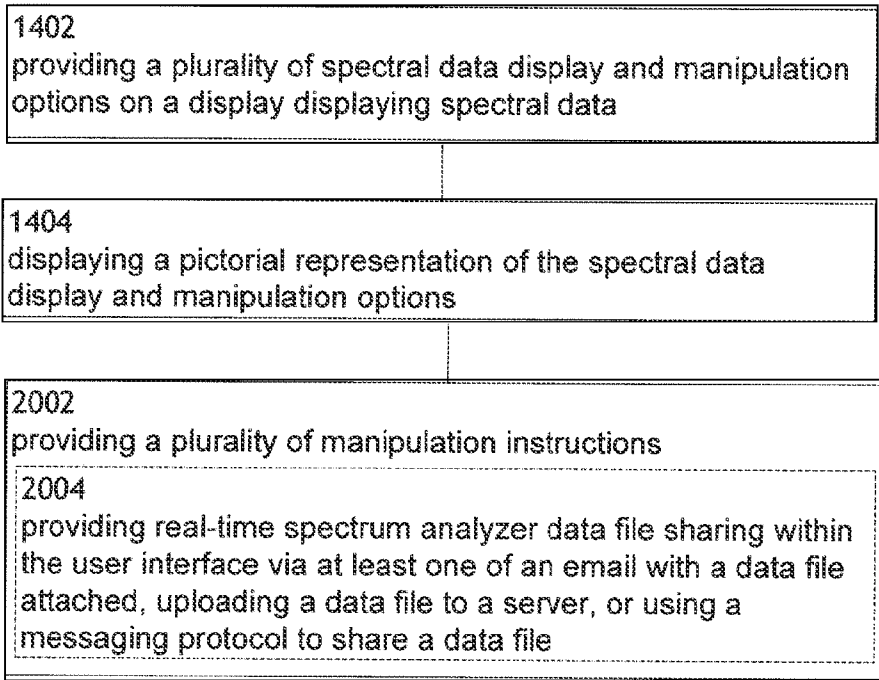 1402
providing a plurality of spectral data display and manipulation
options on a display displaying spectral data
1404
displaying a pictorial representation of the spectral data
display and manipulation options
2002
providing a plurality of manipulation instructions
2004
providing real-time spectrum analyzer data file sharing within
the user interface via at least one of an email with a data file
attached, uploading a data file to a server, or using a
messaging protocol to share a data file